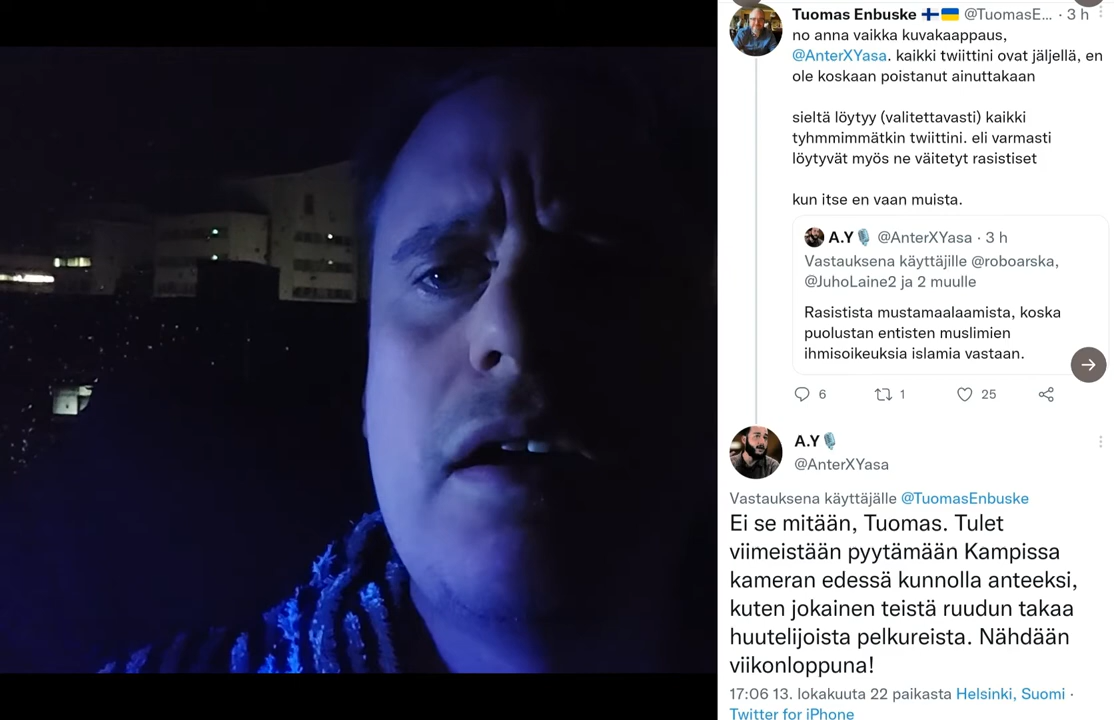 Tuomas Enbuske 🇫🇮🇺🇦 @TuomasE... · 3 h
no anna vaikka kuvakaappaus,
@AnterXYasa. kaikki twiittini ovat jäljellä, en
ole koskaan poistanut ainuttakaan
sieltä löytyy (valitettavasti) kaikki
tyhmmimmätkin twiittini. eli varmasti
löytyvät myös ne väitetyt rasistiset
kun itse en vaan muista.
A.Y🎙️ @AnterXYasa · 3 h
Vastauksena käyttäjille @roboarska,
@JuhoLaine2 ja 2 muulle
Rasistista mustamaalaamista, koska
puolustan entisten muslimien
ihmisoikeuksia islamia vastaan.
6 1 25
A.Y🎙️
@AnterXYasa
Vastauksena käyttäjälle @TuomasEnbuske
Ei se mitään, Tuomas. Tulet
viimeistään pyytämään Kampissa
kameran edessä kunnolla anteeksi,
kuten jokainen teistä ruudun takaa
huutelijoista pelkureista. Nähdään
viikonloppuna!
17:06 13. lokakuuta 22 paikasta Helsinki, Suomi ·
Twitter for iPhone